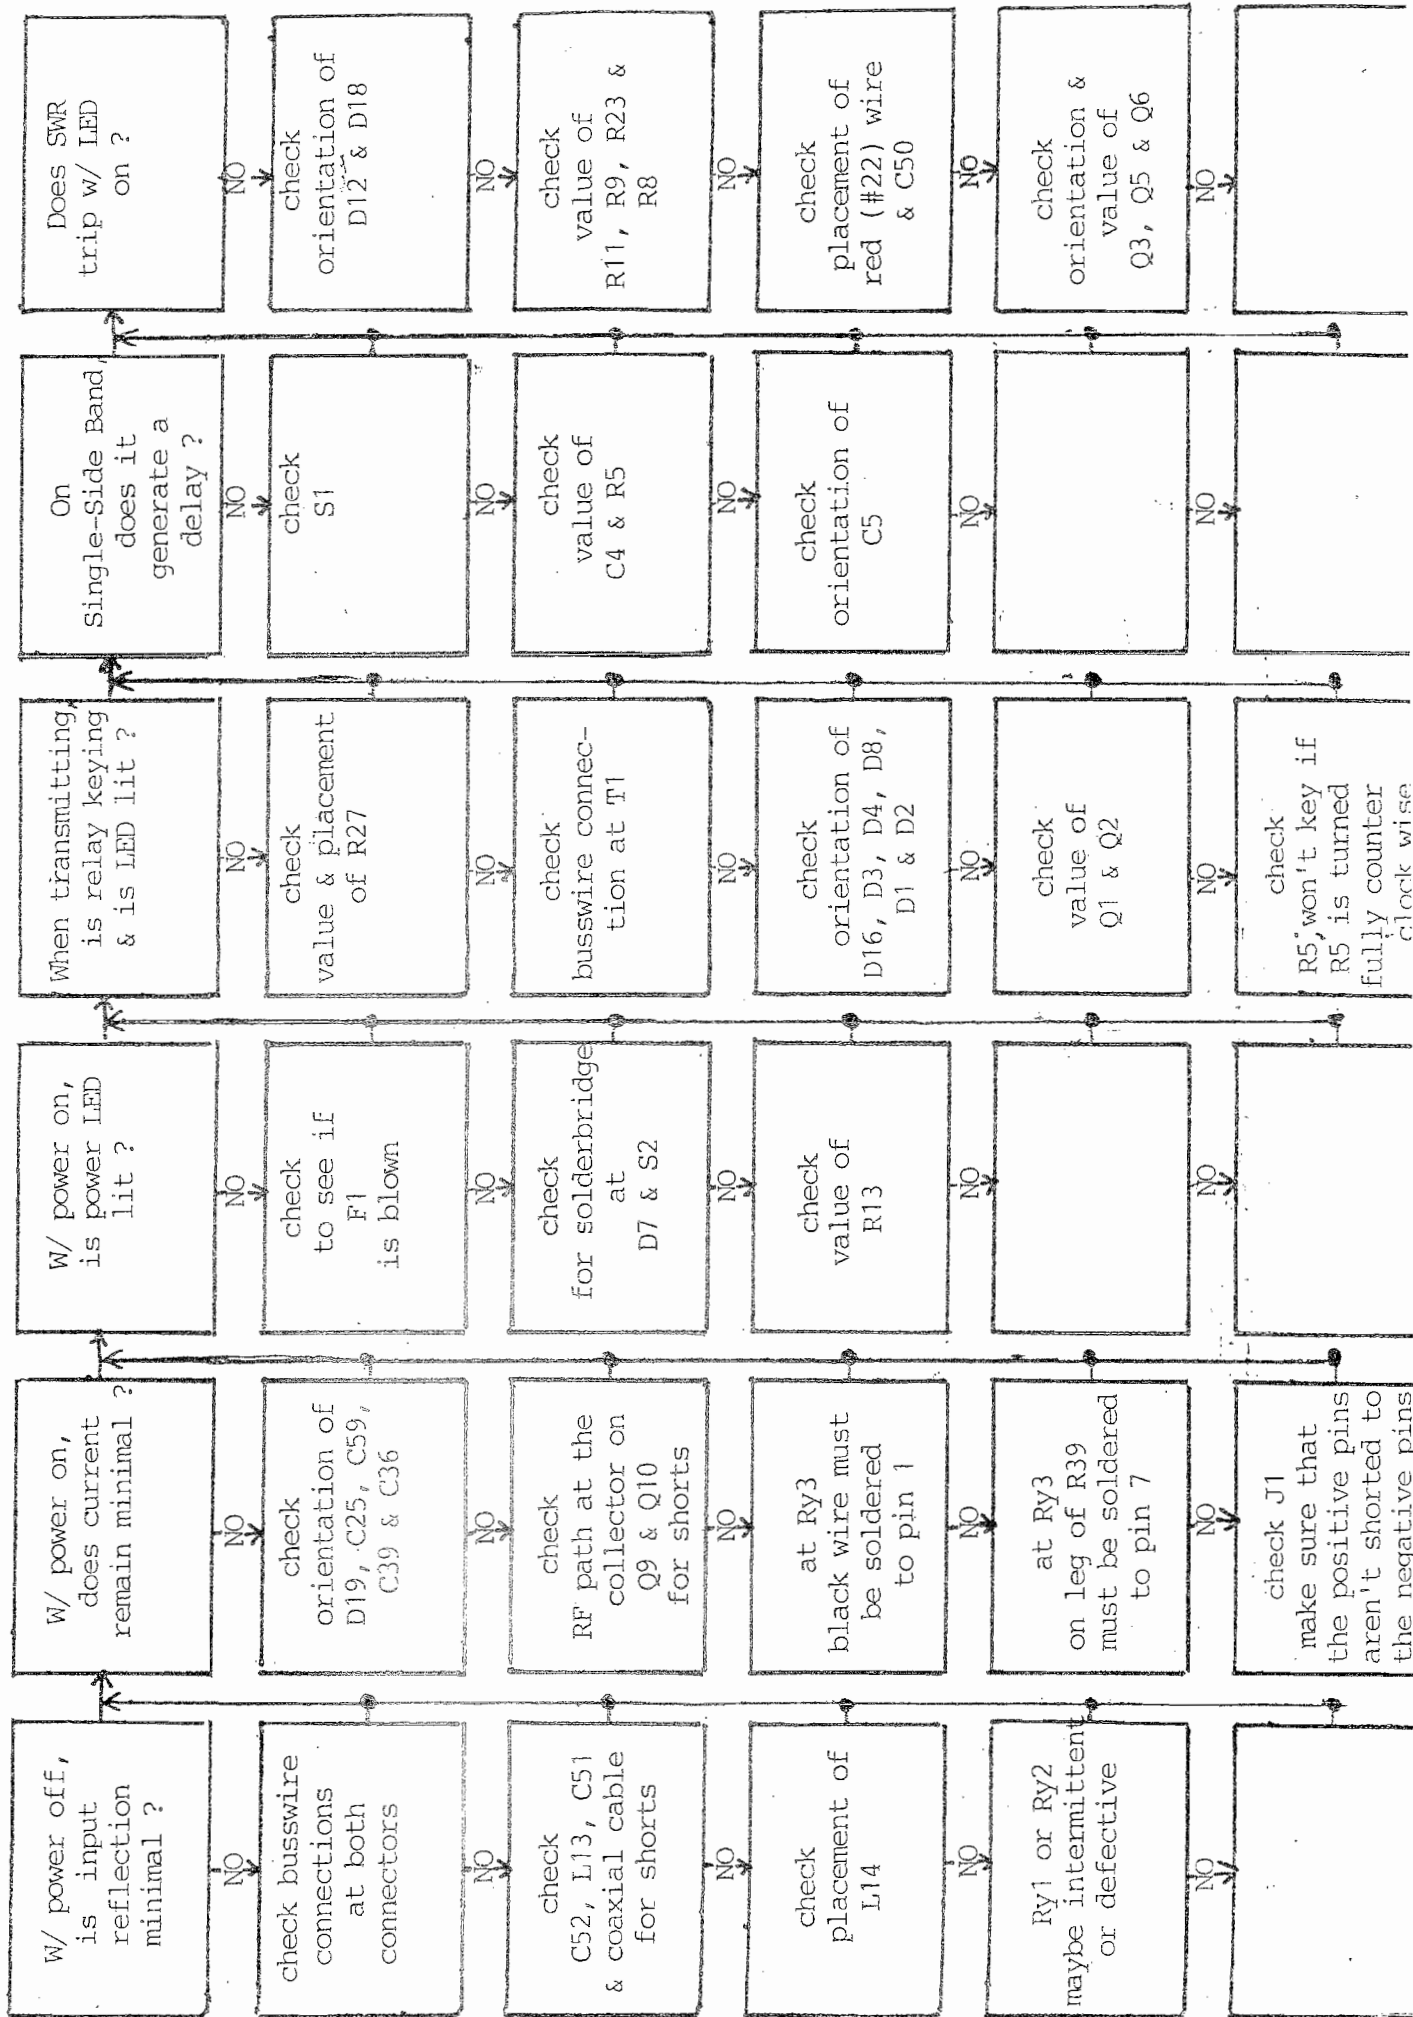 W/ power off,
is input
reflection
minimal ?
NO
check busswire
connections
at both
connectors
NO
check
C52, L13, C51
& coaxial cable
for shorts
NO
check
placement of
L14
NO
Ry1 or Ry2
maybe intermittent
or defective
NO
W/ power on,
does current
remain minimal ?
NO
check
orientation of
D19, C25, C59,
C39 & C36
NO
check
RF path at the
collector on
Q9 & Q10
for shorts
NO
at Ry3
black wire must
be soldered
to pin 1
NO
at Ry3
on leg of R39
must be soldered
to pin 7
NO
check J1
make sure that
the positive pins
aren't shorted to
the negative pins
W/ power on,
is power LED
lit ?
NO
check
to see if
F1
is blown
NO
check
for solderbridge
at
D7 & S2
NO
check
value of
R13
NO
NO
When transmitting,
is relay keying
& is LED lit ?
NO
check
value & placement
of R27
NO
check
busswire connec-
tion at T1
NO
check
orientation of
D16, D3, D4, D8,
D1 & D2
NO
check
value of
Q1 & Q2
NO
check
R5, won't key if
R5 is turned
fully counter
clock wise
On
Single-Side Band,
does it
generate a
delay ?
NO
check
S1
NO
check
value of
C4 & R5
NO
check
orientation of
C5
NO
NO
Does SWR
trip w/ LED
on ?
NO
check
orientation of
D12 & D18
NO
check
value of
R11, R9, R23 &
R8
NO
check
placement of
red (#22) wire
& C50
NO
check
orientation &
value of
Q3, Q5 & Q6
NO